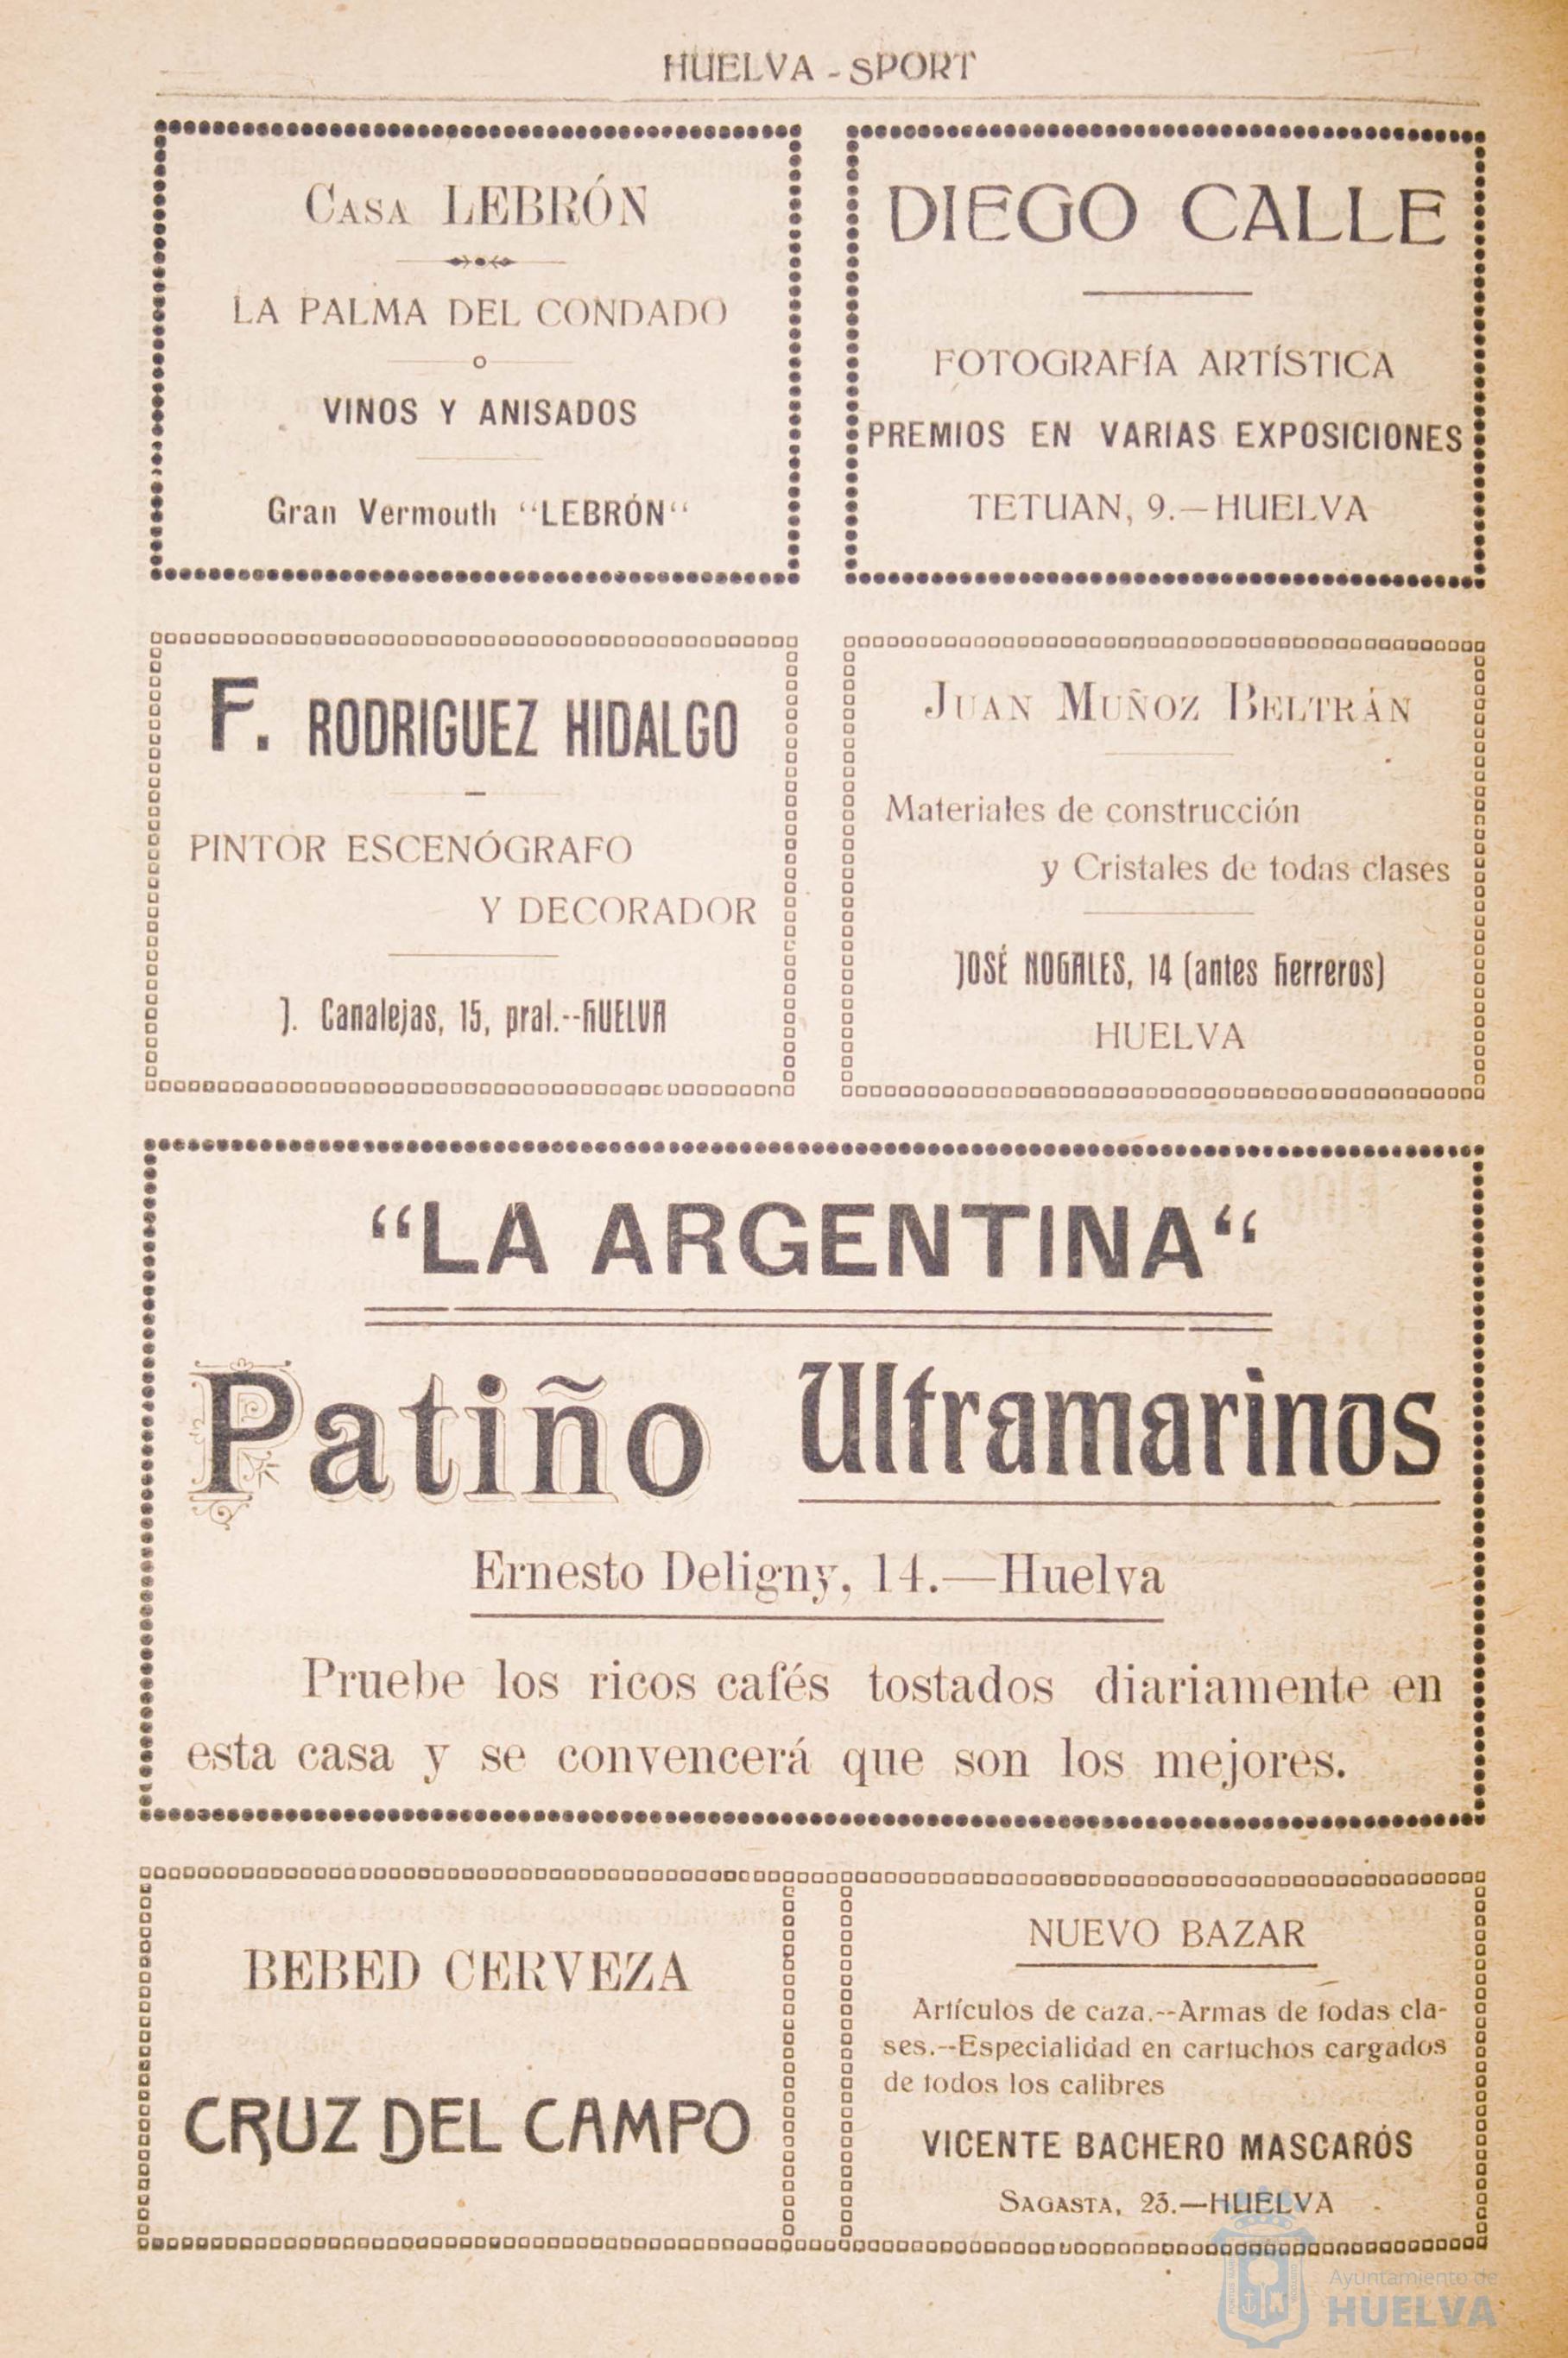 HUELVA - SPORT
CASA LEBRÓN
LA PALMA DEL CONDADO
VINOS Y ANISADOS
Gran Vermouth “LEBRÓN“
DIEGO CALLE
FOTOGRAFÍA ARTÍSTICA
PREMIOS EN VARIAS EXPOSICIONES
TETUAN, 9.—HUELVA
F. RODRIGUEZ HIDALGO
PINTOR ESCENÓGRAFO
Y DECORADOR
J. Canalejas, 15, pral.--HUELVA
JUAN MUÑOZ BELTRÁN
Materiales de construcción
y Cristales de todas clases
JOSÉ NOGALES, 14 (antes Herreros)
HUELVA
“LA ARGENTINA“
Patiño Ultramarinos
Ernesto Deligny, 14.—Huelva
Pruebe los ricos cafés tostados diariamente en
esta casa y se convencerá que son los mejores.
BEBED CERVEZA
CRUZ DEL CAMPO
NUEVO BAZAR
Artículos de caza.--Armas de todas cla-
ses.--Especialidad en cartuchos cargados
de todos los calibres
VICENTE BACHERO MASCARÓS
SAGASTA, 23.—HUELVA
Ayuntamiento de
HUELVA